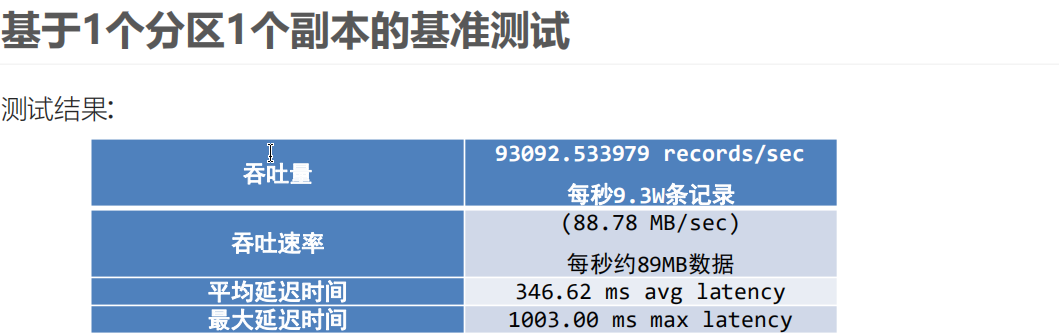 基于1个分区1个副本的基准测试
测试结果:
吞吐量
93092.533979 records/sec
每秒9.3W条记录
吞吐速率
(88.78 MB/sec)
每秒约89MB数据
平均延迟时间
346.62 ms avg latency
最大延迟时间
1003.00 ms max latency